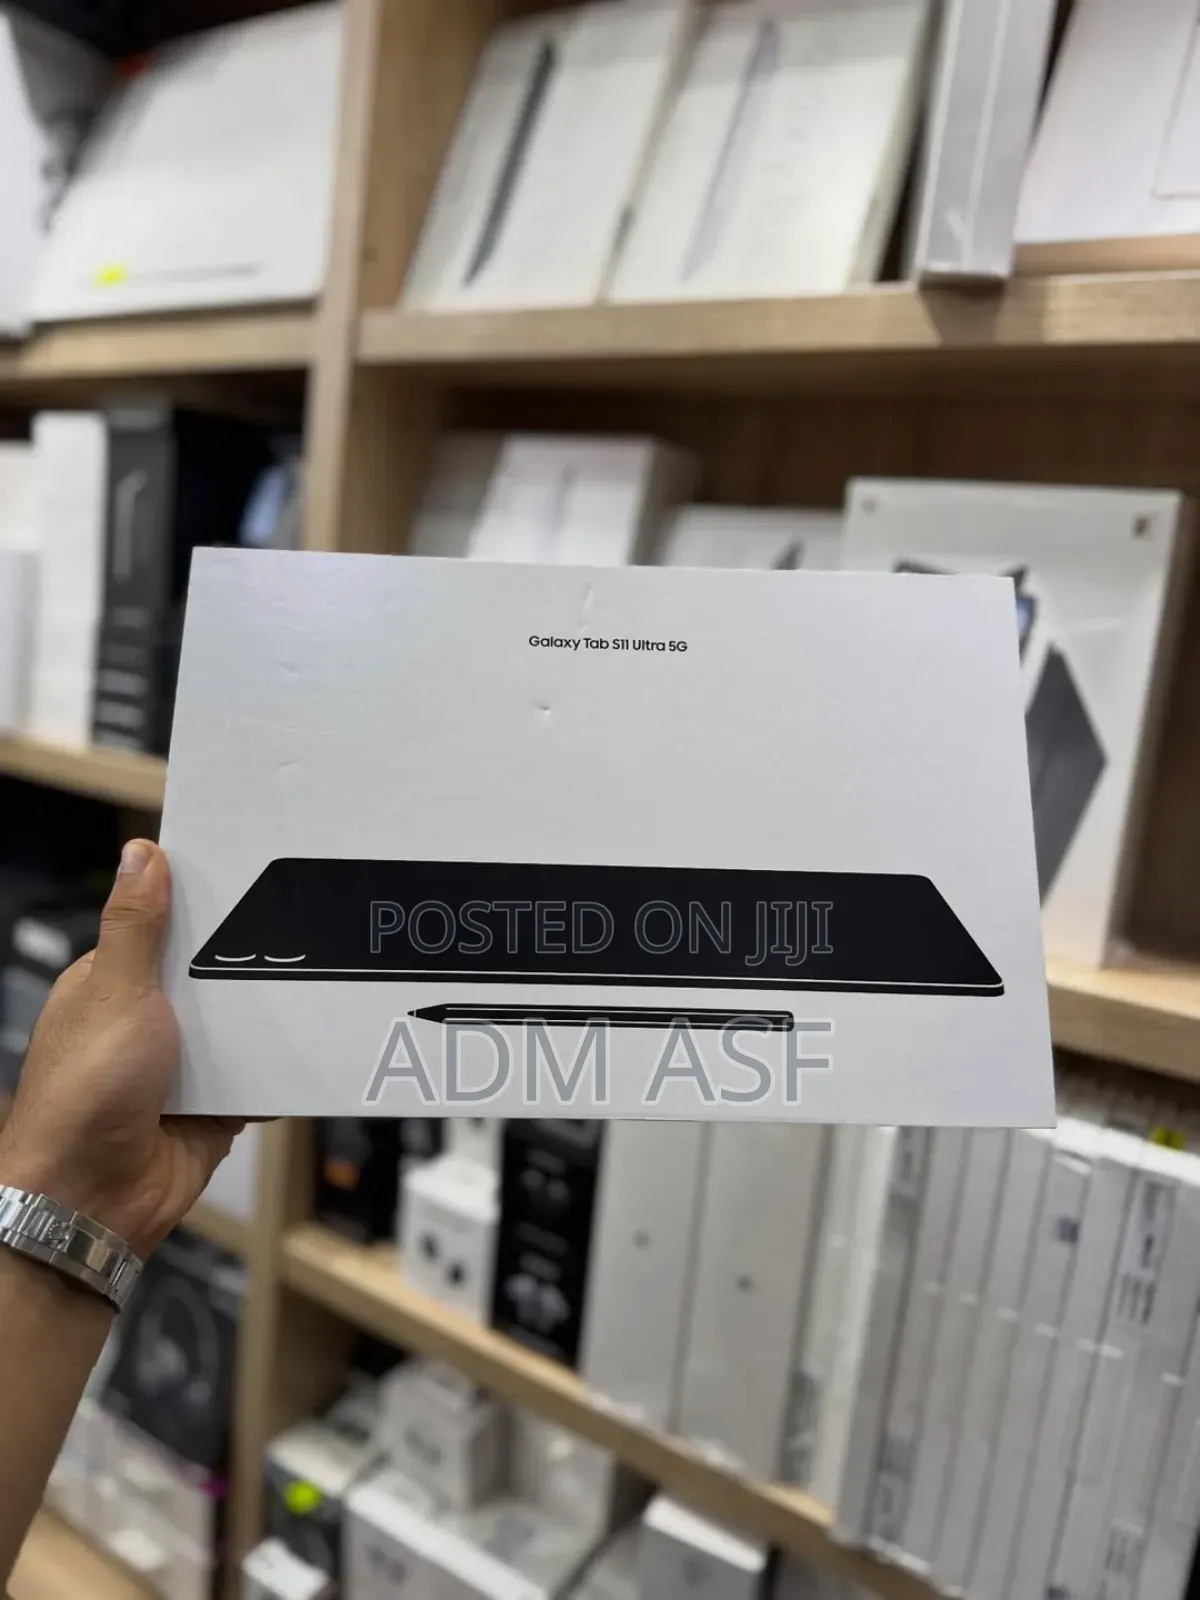 Galaxy Tab S11 Ultra 5G
POSTED ON JIJI
ADM ASF